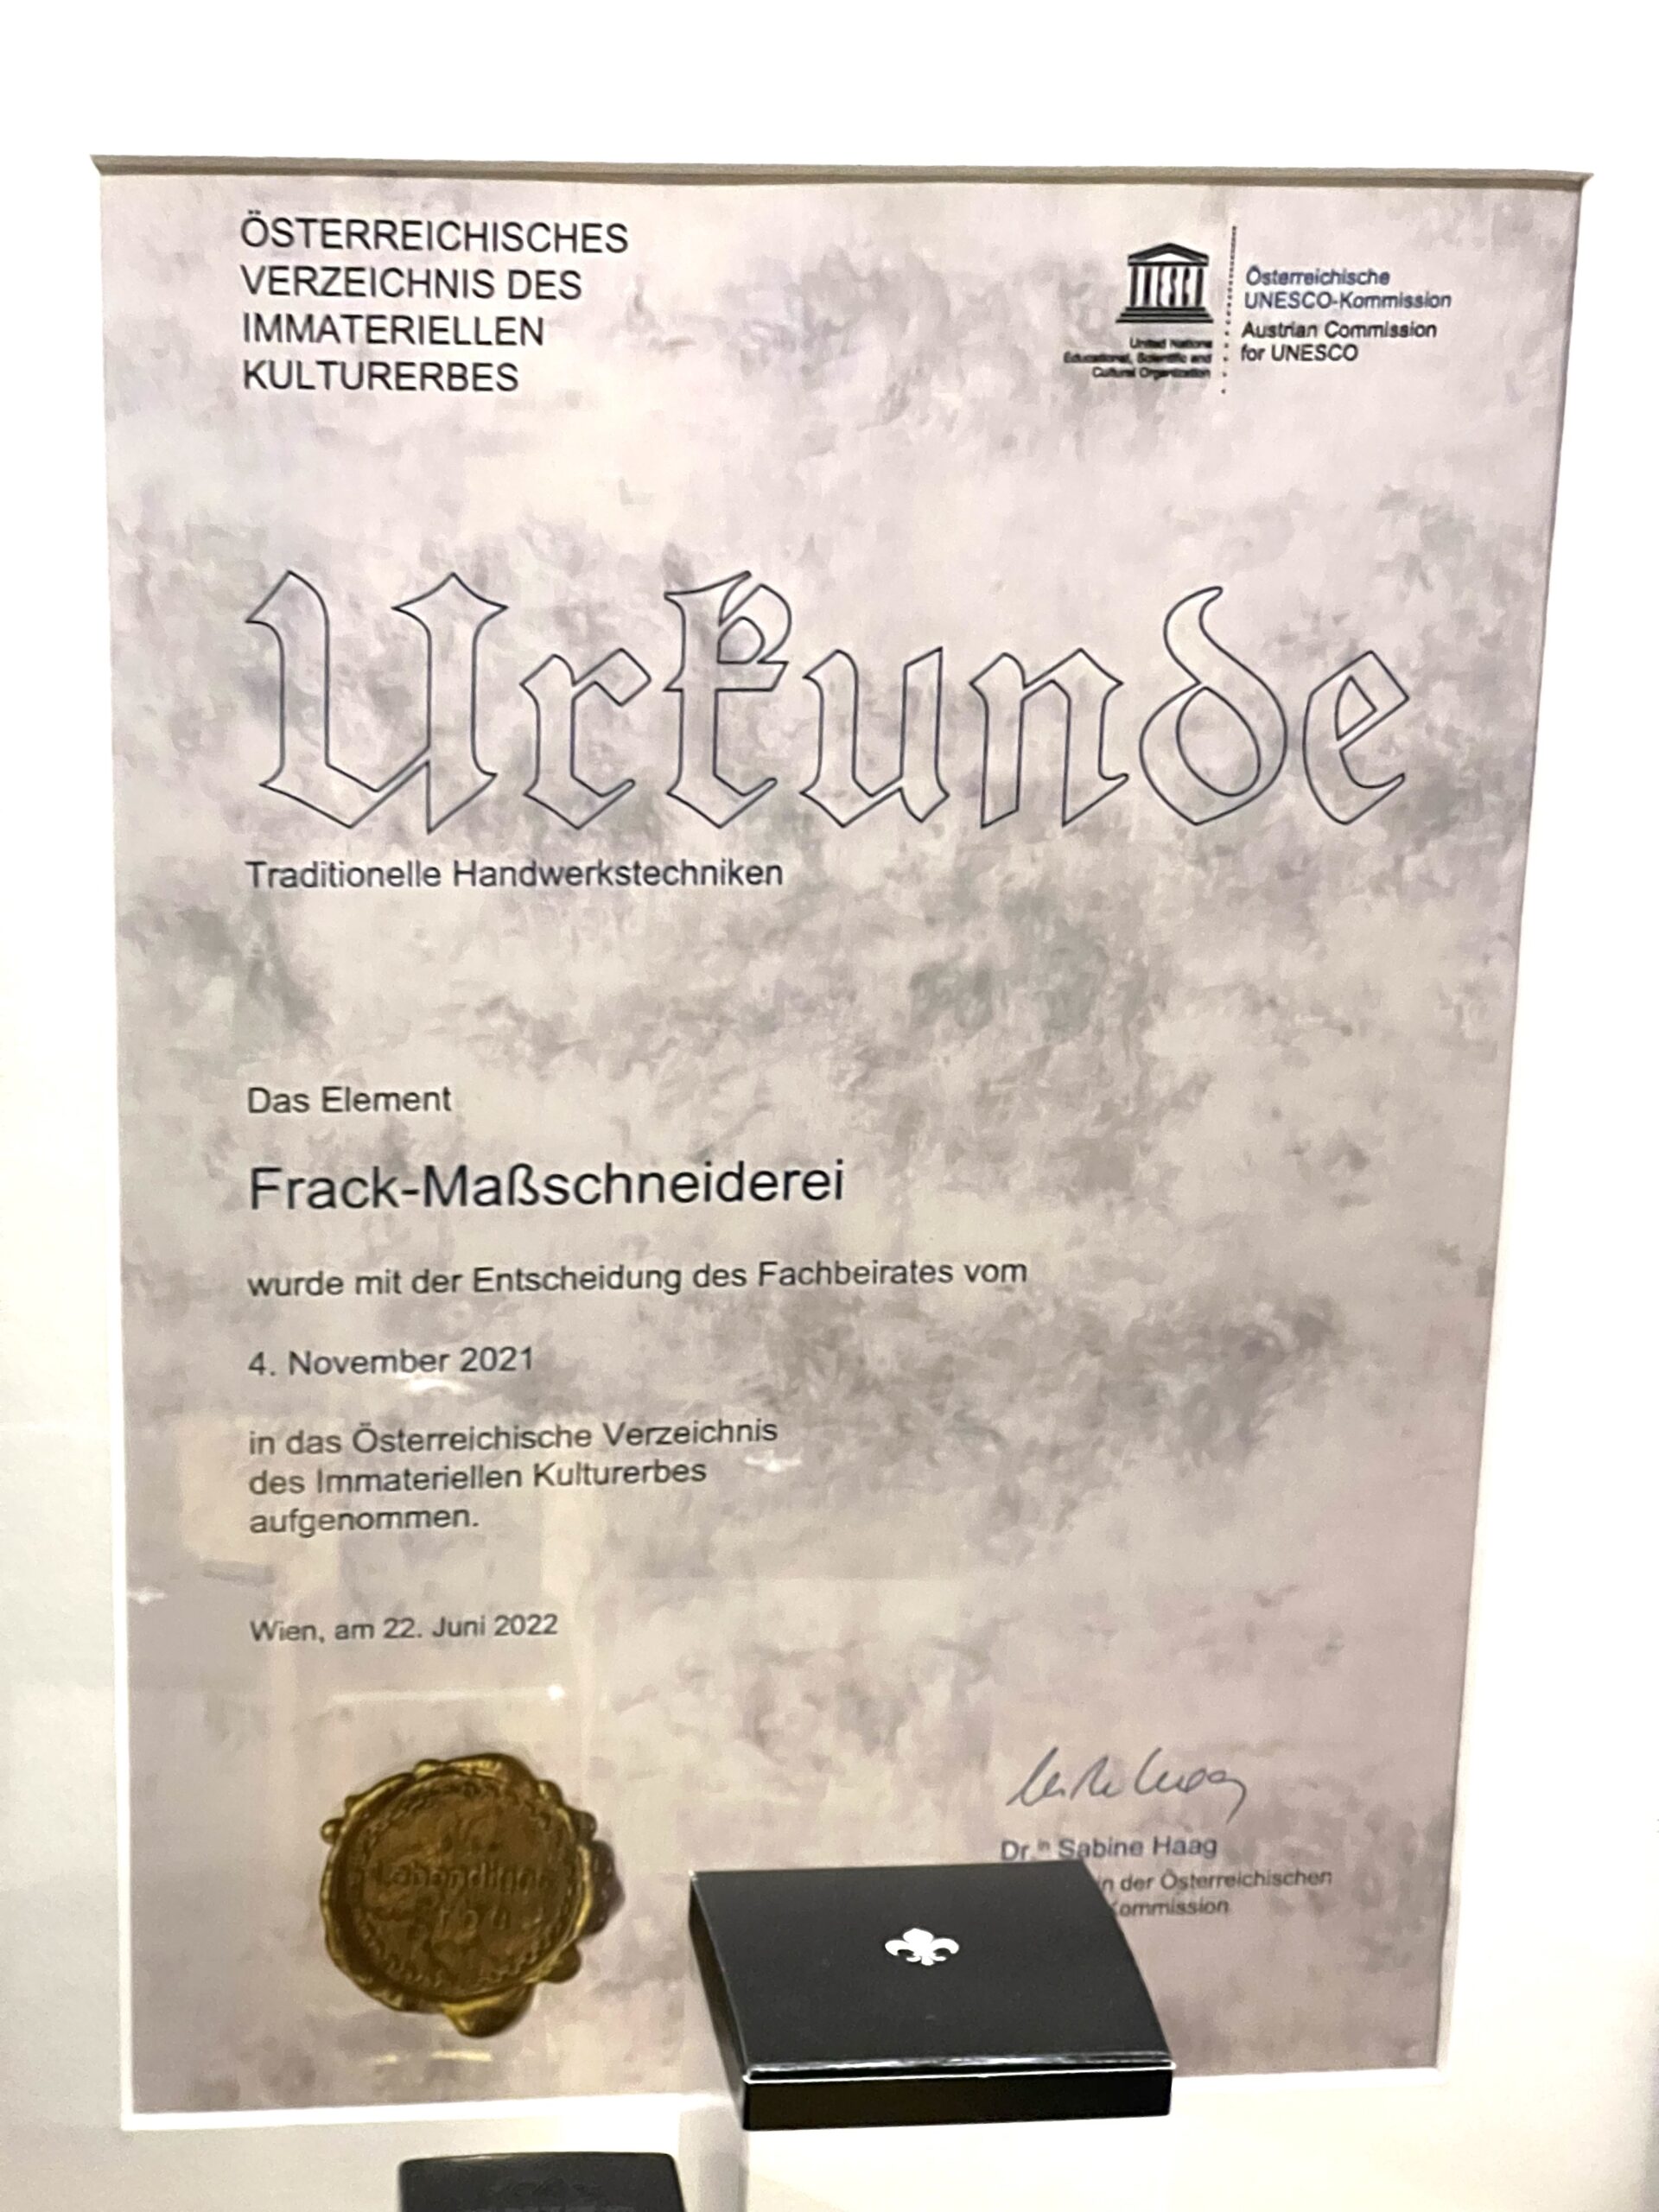 ÖSTERREICHISCHES
VERZEICHNIS DES
IMMATERIELLEN
KULTURERBES
UNESCO
United Nations
Educational, Scientific and
Cultural Organization
Österreichische
UNESCO-Kommission
Austrian Commission
for UNESCO
Urkunde
Traditionelle Handwerkstechniken
Das Element
Frack-Maßschneiderei
wurde mit der Entscheidung des Fachbeirates vom
4. November 2021
in das Österreichische Verzeichnis
des Immateriellen Kulturerbes
aufgenommen.
Wien, am 22. Juni 2022
Dr.in Sabine Haag
in der Österreichischen
ommission